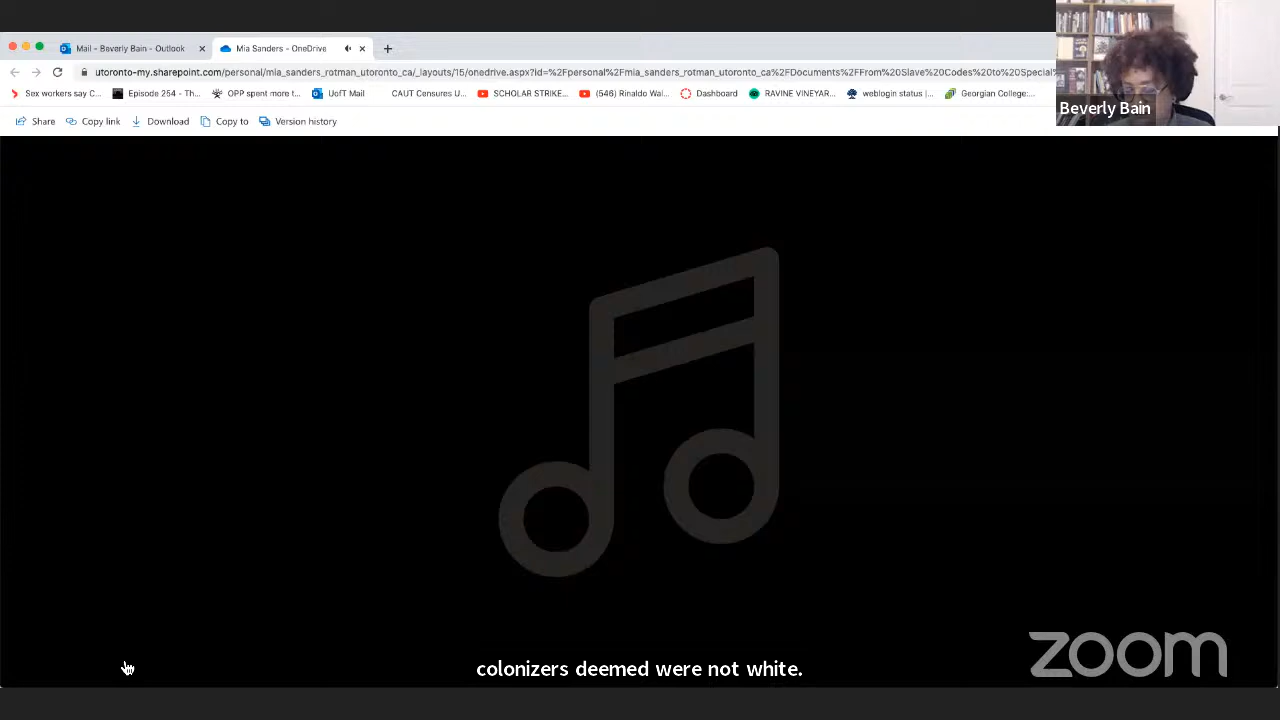 Mail - Beverly Bain - Outlook
Mia Sanders - OneDrive
utoronto-my.sharepoint.com/personal/mia_sanders_rotman_utoronto_ca/_layouts/15/onedrive.aspx?id=%2Fpersonal%2Fmia_sanders_rotman_utoronto_ca%2FDocuments%2FFrom%20Slave%20Codes%20to%20Special
Sex workers say C... Episode 254 - Th... OPP spent more t... UofT Mail CAUT Censures U... SCHOLAR STRIKE... (546) Rinaldo Wal... Dashboard RAVINE VINEYAR... weblogin status |... Georgian College:...
Share Copy link Download Copy to Version history
Beverly Bain
colonizers deemed were not white.
zoom